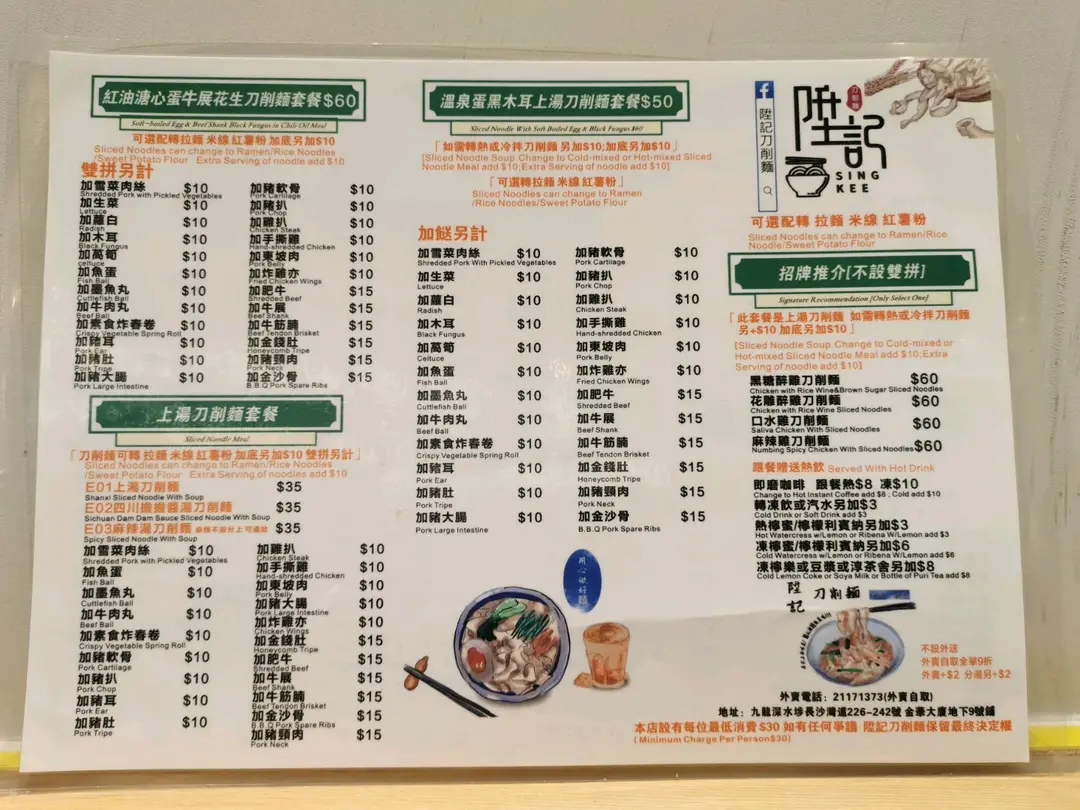 紅油溏心蛋牛展花生刀削麵套餐$60
Soft-boiled Egg & Beef Shank Black Fungus in Chili Oil Meal
可選配轉拉麵 米線 紅薯粉 加底另加$10
Sliced Noodles can change to Ramen/Rice Noodles
/Sweet Potato Flour Extra Serving of noodle add $10
雙拼另計
加雪菜肉絲 $10
Shredded Pork with Pickled Vegetables
加生菜 $10
Lettuce
加蘿白 $10
Radish
加木耳 $10
Black Fungus
加萵筍 $10
celtuce
加魚蛋 $10
Fish Ball
加墨魚丸 $10
Cuttlefish Ball
加牛肉丸 $10
Beef Ball
加素食炸春卷 $10
Crispy Vegetable Spring Roll
加豬耳 $10
Pork Ear
加豬肚 $10
Pork Tripe
加豬大腸 $10
Pork Large Intestine
加豬軟骨 $10
Pork Cartilage
加豬扒 $10
Pork Chop
加雞扒 $10
Chicken Steak
加手撕雞 $10
Hand-shredded Chicken
加東坡肉 $10
Pork Belly
加炸雞亦 $10
Fried Chicken Wings
加肥牛 $15
Shredded Beef
加牛展 $15
Beef Shank
加牛筋腩 $15
Beef Tendon Brisket
加金錢肚 $15
Honeycomb Tripe
加豬頸肉 $15
Pork Neck
加金沙骨 $15
B.B.Q Pork Spare Ribs
上湯刀削麵套餐
Sliced Noodle Meal
「刀削麵可轉 拉麵 米線 紅薯粉 加底另加$10 雙拼另計」
Sliced Noodles can change to Ramen/Rice Noodles
/Sweet Potato Flour Extra Serving of noodles add $10
E01上湯刀削麵 $35
Shanxi Sliced Noodle With Soup
E02四川擔擔醬湯刀削麵 $35
Sichuan Dam Dam Sauce Sliced Noodle With Soup
E03麻辣湯刀削麵 $35
Spicy Sliced Noodle With Soup
加雪菜肉絲 $10
Shredded Pork with Pickled Vegetables
加魚蛋 $10
Fish Ball
加墨魚丸 $10
Cuttlefish Ball
加牛肉丸 $10
Beef Ball
加素食炸春卷 $10
Crispy Vegetable Spring Roll
加豬軟骨 $10
Pork Cartilage
加豬扒 $10
Pork Chop
加豬耳 $10
Pork Ear
加豬肚 $10
Pork Tripe
加雞扒 $10
Chicken Steak
加手撕雞 $10
Hand-shredded Chicken
加東坡肉 $10
Pork Belly
加豬大腸 $10
Pork Large Intestine
加雞亦 $10
Chicken Wings
加金錢肚 $15
Honeycomb Tripe
加肥牛 $15
Shredded Beef
加牛展 $15
Beef Shank
加牛筋腩 $15
Beef Tendon Brisket
加金沙骨 $15
B.B.Q Pork Spare Ribs
加豬頸肉 $15
Pork Neck
溫泉蛋黑木耳上湯刀削麵套餐$50
Sliced Noodle With Soft Boiled Egg & Black Fungus $60
「如需轉熱或冷拌刀削麵 另加$10;加底另加$10」
[Sliced Noodle Soup Change to Cold-mixed or Hot-mixed Sliced
Noodle Meal add $10;Extra Serving of noodle add $10]
「可選轉拉麵 米線 紅薯粉」
Sliced Noodles can change to Ramen
/Rice Noodles/Sweet Potato Flour
加餸另計
加雪菜肉絲 $10
Shredded Pork With Pickled Vegetables
加生菜 $10
Lettuce
加蘿白 $10
Radish
加木耳 $10
Black Fungus
加萵筍 $10
Celtuce
加魚蛋 $10
Fish Ball
加墨魚丸 $10
Cuttlefish Ball
加牛肉丸 $10
Beef Ball
加素食炸春卷 $10
Crispy Vegetable Spring Roll
加豬耳 $10
Pork Ear
加豬肚 $10
Pork Tripe
加豬大腸 $10
Pork Large Intestine
加豬軟骨 $10
Pork Cartilage
加豬扒 $10
Pork Chop
加雞扒 $10
Chicken Steak
加手撕雞 $10
Hand-shredded Chicken
加東坡肉 $10
Pork Belly
加炸雞亦 $10
Fried Chicken Wings
加肥牛 $15
Shredded Beef
加牛展 $15
Beef Shank
加牛筋腩 $15
Beef Tendon Brisket
加金錢肚 $15
Honeycomb Tripe
加豬頸肉 $15
Pork Neck
加金沙骨 $15
B.B.Q Pork Spare Ribs
用心做好麵
f
陞記刀削麵
陞記
刀削麵
SING
KEE
可選配轉 拉麵 米線 紅薯粉
Sliced Noodles can change to Ramen/Rice
Noodle/Sweet Potato Flour
招牌推介[不設雙拼]
Signature Recommendation [Only Select One]
「此套餐是上湯刀削麵 如需轉熱或冷拌刀削麵
另+$10 加底另加$10」
[Sliced Noodle Soup Change to Cold-mixed or
Hot-mixed Sliced Noodle Meal add $10;Extra
Serving of noodle add $10]
黑糖醉雞刀削麵 $60
Chicken with Rice Wine&Brown Sugar Sliced Noodles
花雕醉雞刀削麵 $60
Chicken with Rice Wine Sliced Noodles
口水雞刀削麵 $60
Saliva Chicken With Sliced Noodles
麻辣雞刀削麵 $60
Numbing Spicy Chicken With Sliced Noodles
跟餐贈送熱飲 Served With Hot Drink
即磨咖啡 跟餐熱$8 凍$10
Change to Hot Instant Coffee add $8 ; Cold add $10
轉凍飲或汽水另加$3
Cold Drink or Soft Drink add $3
熱檸蜜/檸檬利賓納另加$3
Hot Watercress w/Lemon or Ribena W/Lemon add $3
凍檸蜜/檸檬利賓納另加$6
Cold Watercress w/Lemon or Ribena W/Lemon add $6
凍檸樂或豆漿或淳茶舍另加$8
Cold Lemon Coke or Soya Milk or Bottle of Puri Tea add $8
陞記 刀削麵
不設外送
外賣自取全單9折
外賣+$2 分湯另+$2
外賣電話：21171373(外賣自取)
地址：九龍深水埗長沙灣道226-242號 金華大廈地下9號鋪
本店設有每位最低消費 $30 如有任何爭議 陞記刀削麵保留最終決定權
( Minimum Charge Per Person$30)